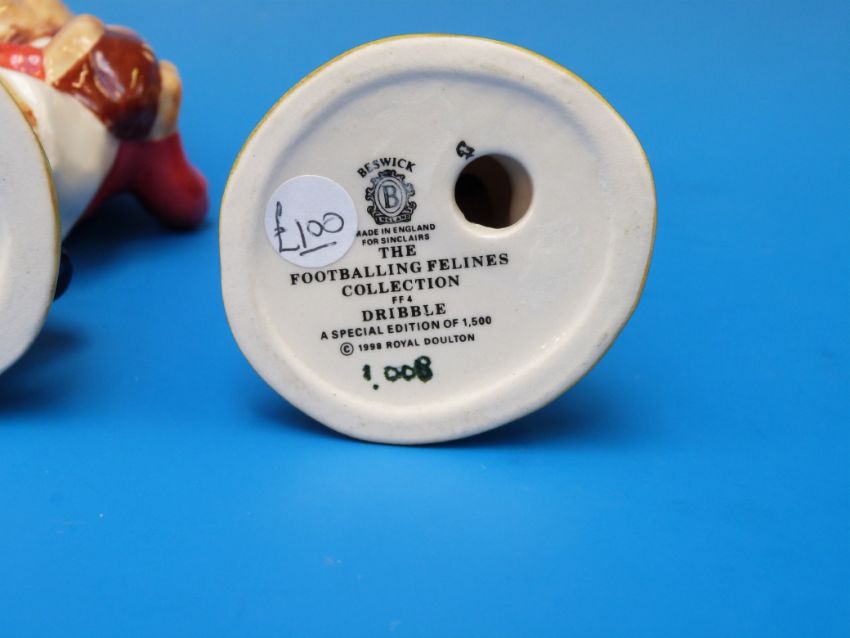 BESWICK
B
ENGLAND
£100
MADE IN ENGLAND
FOR SINCLAIRS
THE
FOOTBALLING FELINES
COLLECTION
FF4
DRIBBLE
A SPECIAL EDITION OF 1,500
© 1998 ROYAL DOULTON
1,008